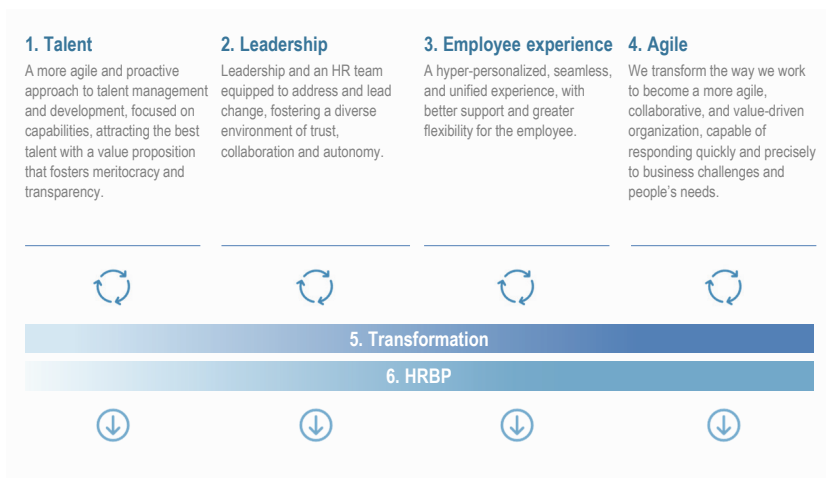 1. Talent
A more agile and proactive
approach to talent management
and development, focused on
capabilities, attracting the best
talent with a value proposition
that fosters meritocracy and
transparency.
2. Leadership
Leadership and an HR team
equipped to address and lead
change, fostering a diverse
environment of trust,
collaboration and autonomy.
3. Employee experience
A hyper-personalized, seamless,
and unified experience, with
better support and greater
flexibility for the employee.
4. Agile
We transform the way we work
to become a more agile,
collaborative, and value-driven
organization, capable of
responding quickly and precisely
to business challenges and
people's needs.
5. Transformation
6. HRBP